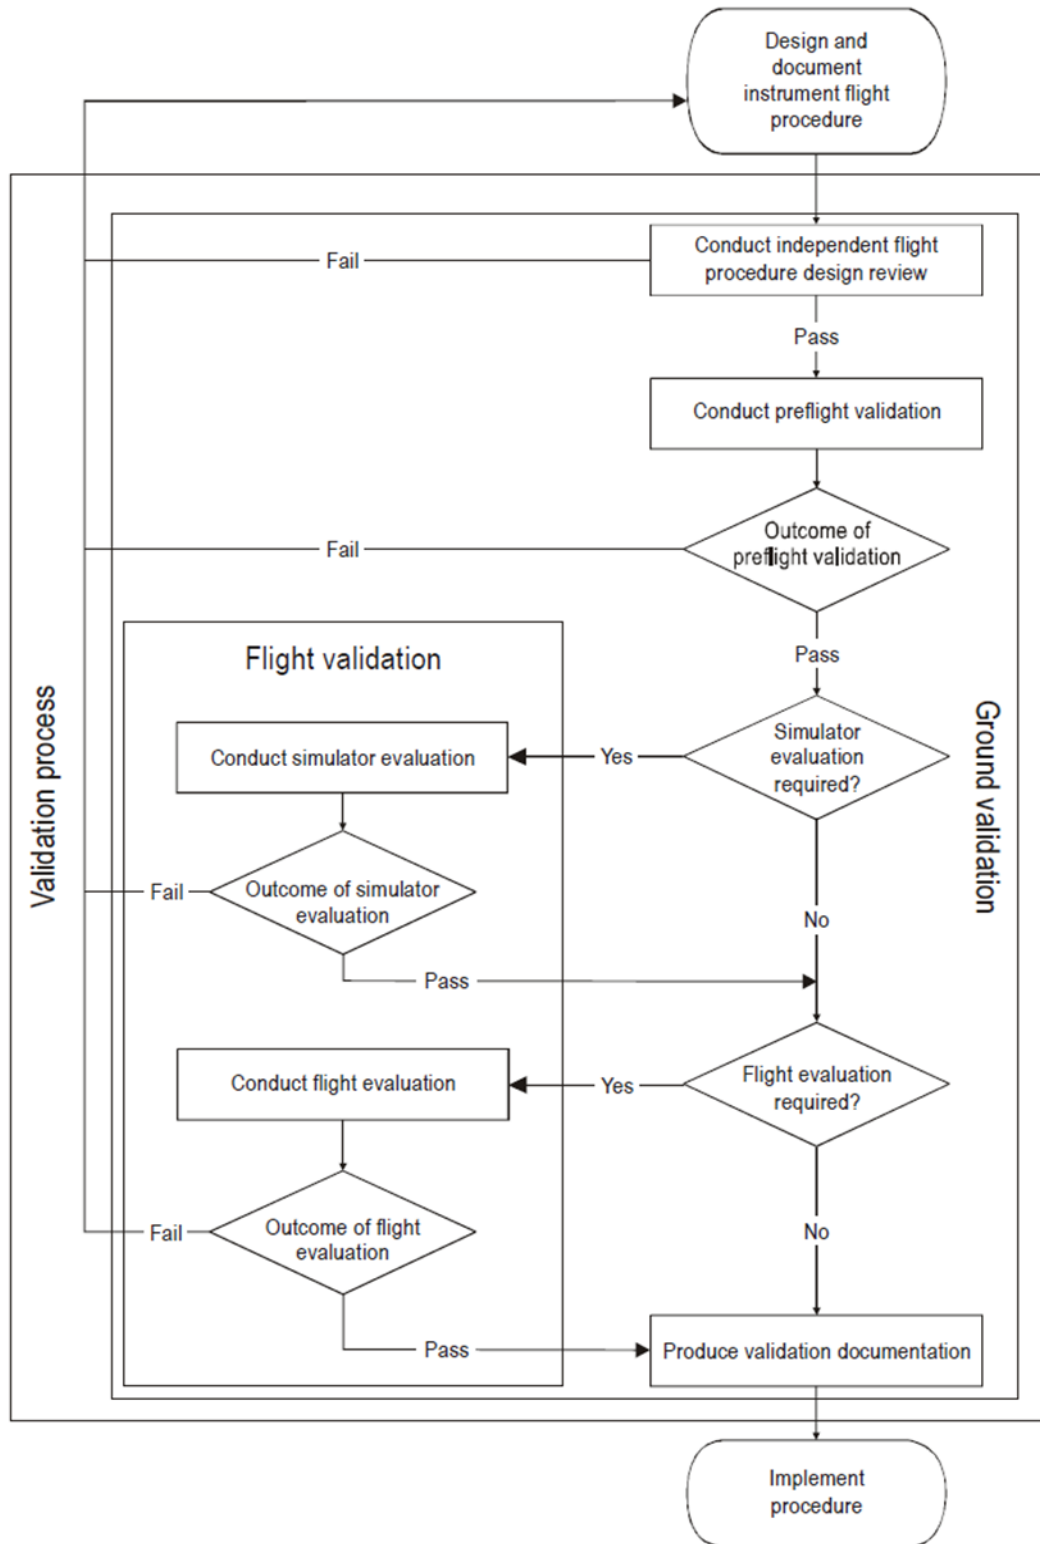 Design and
document
instrument flight
procedure
Conduct independent flight
procedure design review
Fail
Pass
Conduct preflight validation
Outcome of
preflight validation
Fail
Pass
Flight validation
Validation process
Ground validation
Simulator
evaluation
required?
Yes
Conduct simulator evaluation
Outcome of simulator
evaluation
Fail
No
Pass
Flight evaluation
required?
Yes
Conduct flight evaluation
Outcome of flight
evaluation
Fail
No
Pass
Produce validation documentation
Implement
procedure